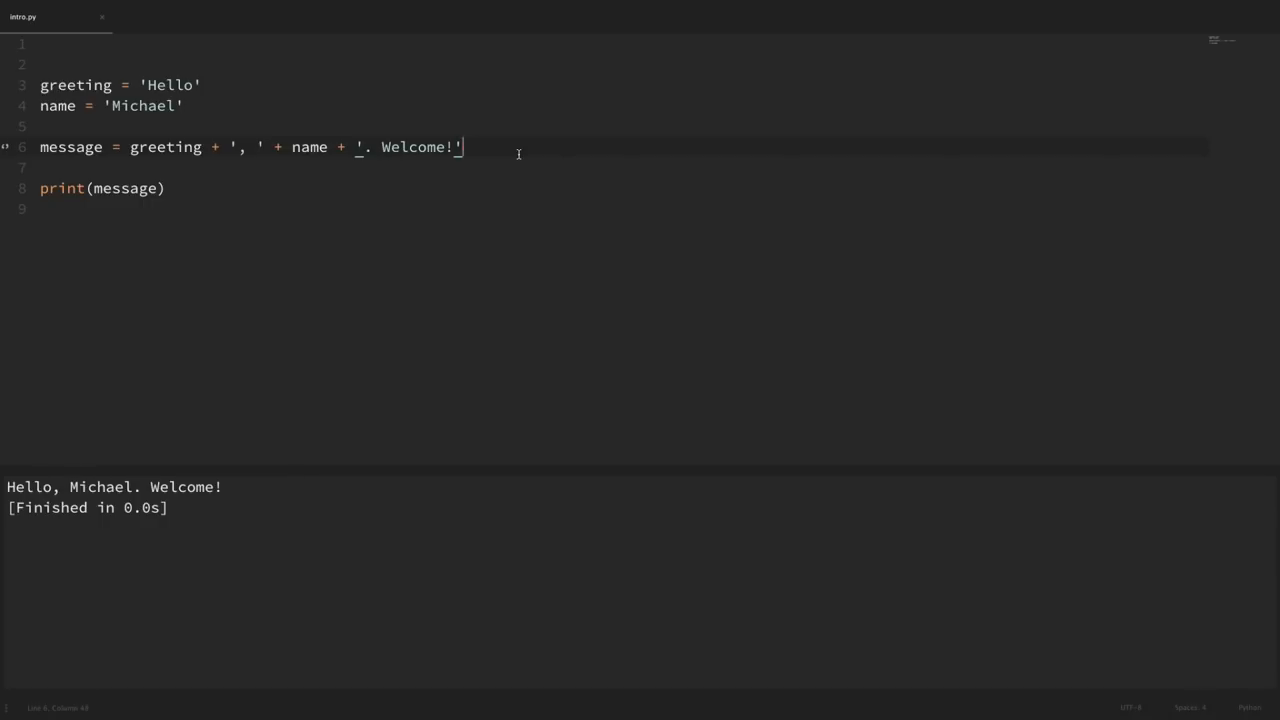 intro.py ×
1
2
3 greeting = 'Hello'
4 name = 'Michael'
5
6 message = greeting + ', ' + name + '. Welcome!'
7
8 print(message)
9
Hello, Michael. Welcome!
[Finished in 0.0s]
Line 6, Column 48 UTF-8 Spaces: 4 Python